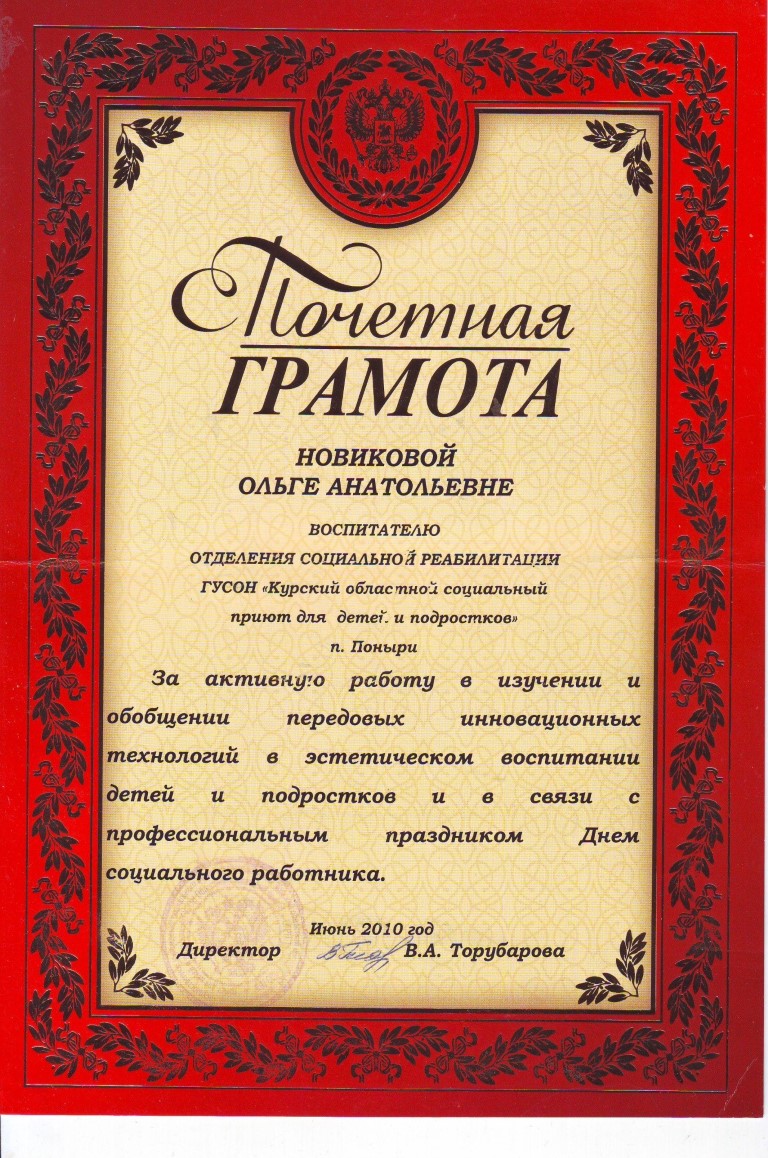 Почетная
ГРАМОТА
НОВИКОВОЙ
ОЛЬГЕ АНАТОЛЬЕВНЕ
ВОСПИТАТЕЛЮ
ОТДЕЛЕНИЯ СОЦИАЛЬНОЙ РЕАБИЛИТАЦИИ
ГУСОН «Курский областной социальный
приют для детей и подростков»
п. Поныри
За активную работу в изучении и
обобщении передовых инновационных
технологий в эстетическом воспитании
детей и подростков и в связи с
профессиональным праздником Днем
социального работника.
Июнь 2010 год
Директор В.А. Торубарова